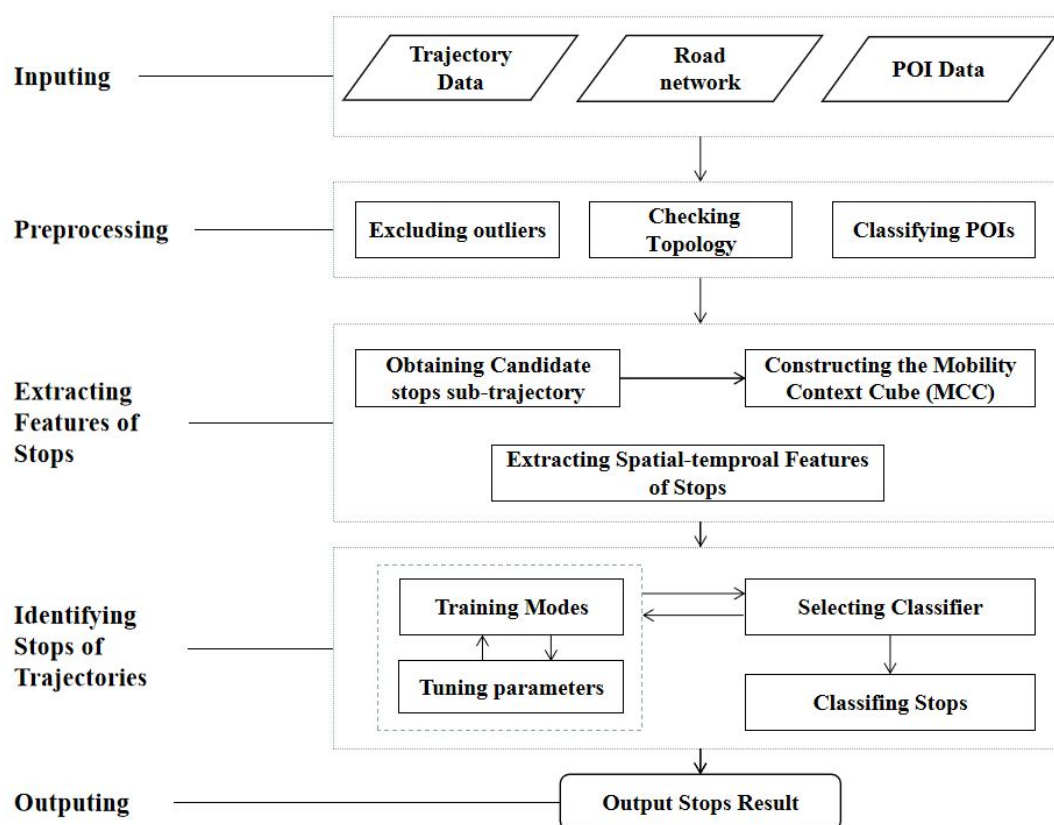 Inputing
Trajectory
Data
Road
network
POI Data
Preprocessing
Excluding outliers
Checking
Topology
Classifying POIs
Extracting
Features of
Stops
Obtaining Candidate
stops sub-trajectory
Constructing the Mobility
Context Cube (MCC)
Extracting Spatial-temproal Features
of Stops
Identifying
Stops of
Trajectories
Training Modes
Selecting Classifier
Tuning parameters
Classifing Stops
Outputing
Output Stops Result